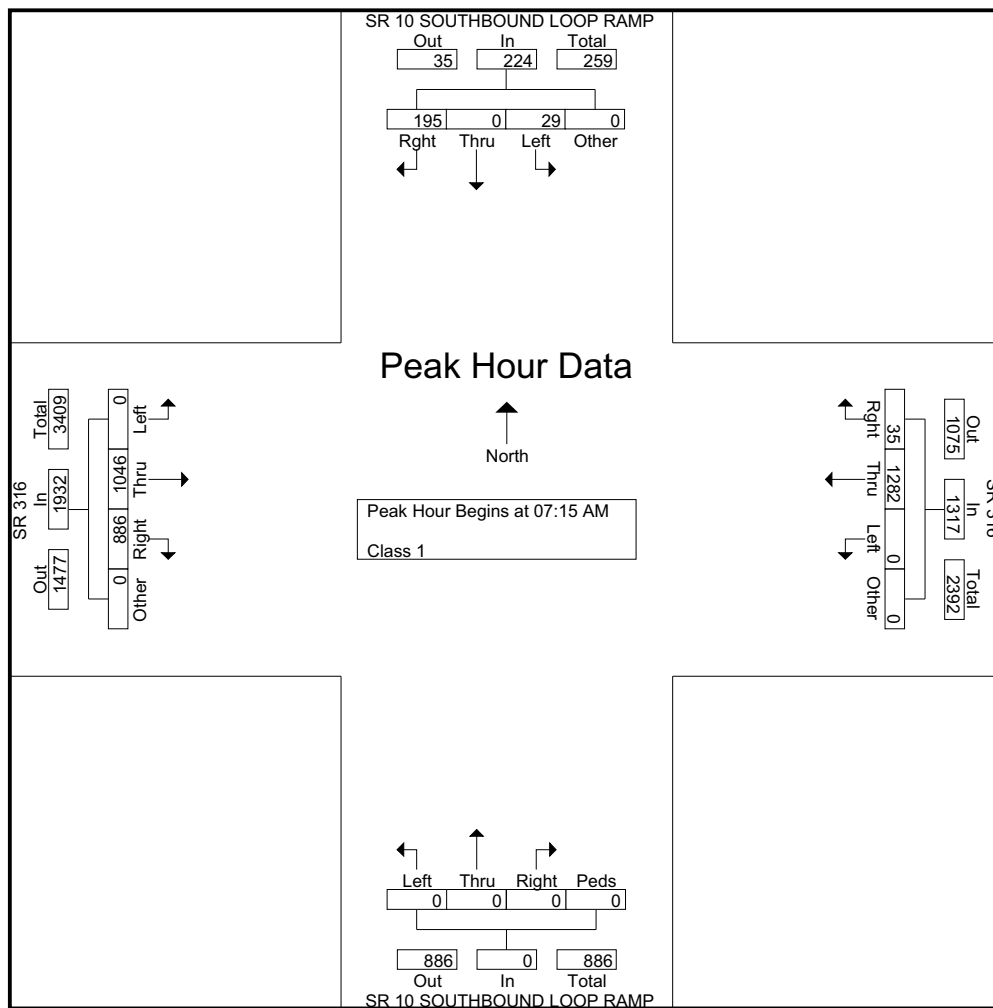 SR 10 SOUTHBOUND LOOP RAMP
Out In Total
35 224 259
195 0 29 0
Rght Thru Left Other
Peak Hour Data
North
Peak Hour Begins at 07:15 AM
Class 1
SR 316
Total In Out
3409 1932 1477
0 1046 886 0
Left Thru Right Other
Rght Thru Left Other
35 1282 0 0
Out In Total
1075 1317 2392
SR 316
Left Thru Right Peds
0 0 0 0
886 0 886
Out In Total
SR 10 SOUTHBOUND LOOP RAMP